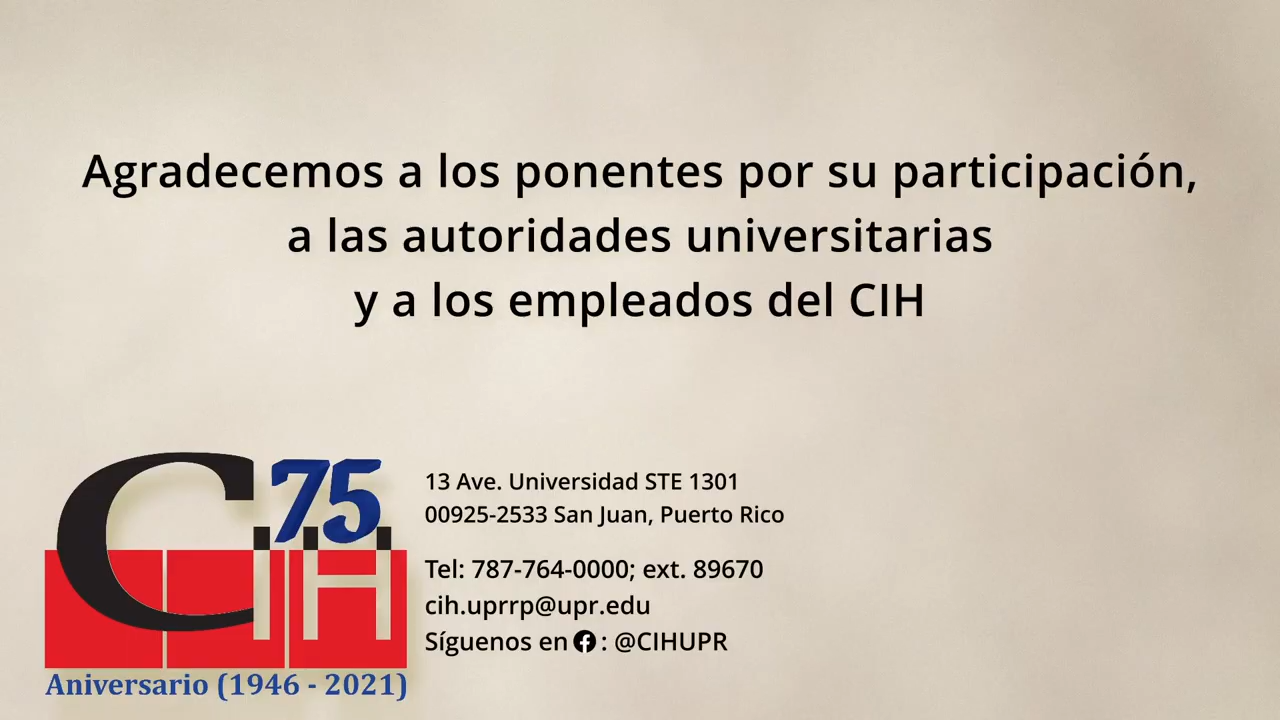 Agradecemos a los ponentes por su participación,
a las autoridades universitarias
y a los empleados del CIH
CIH 75
Aniversario (1946 - 2021)
13 Ave. Universidad STE 1301
00925-2533 San Juan, Puerto Rico
Tel: 787-764-0000; ext. 89670
cih.uprrp@upr.edu
Síguenos en : @CIHUPR